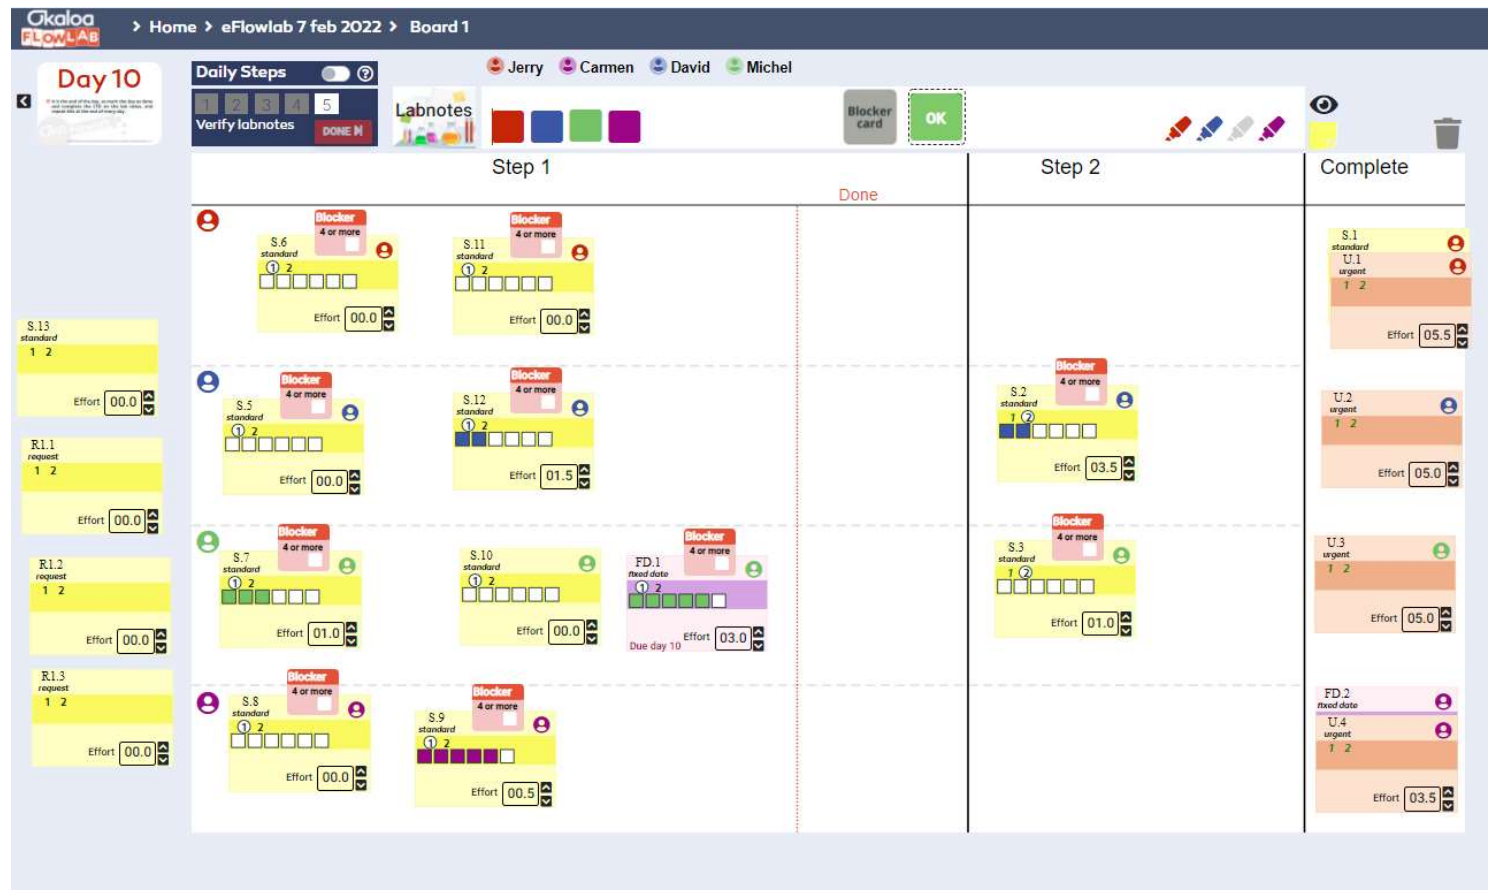 Okaloa
FLOWLAB
> Home > eFlowlab 7 feb 2022 > Board 1
Day 10
Daily Steps
1 2 3 4 5
Verify labnotes
DONE
Labnotes
Jerry Carmen David Michel
Blocker
card
OK
Step 1
Done
Step 2
Complete
S.13
standard
1 2
Effort 00.0
R1.1
request
1 2
Effort 00.0
R1.2
request
1 2
Effort 00.0
R1.3
request
1 2
Effort 00.0
Blocker
4 or more
S.6
standard
1 2
Effort 00.0
Blocker
4 or more
S.11
standard
1 2
Effort 00.0
S.1
standard
U.1
urgent
1 2
Effort 05.5
Blocker
4 or more
S.5
standard
1 2
Effort 00.0
Blocker
4 or more
S.12
standard
1 2
Effort 01.5
Blocker
4 or more
S.2
standard
1 2
Effort 03.5
U.2
urgent
1 2
Effort 05.0
Blocker
4 or more
S.7
standard
1 2
Effort 01.0
S.10
standard
1 2
Effort 00.0
Blocker
4 or more
FD.1
fixed date
1 2
Due day 10
Effort 03.0
Blocker
4 or more
S.3
standard
1 2
Effort 01.0
U.3
urgent
1 2
Effort 05.0
Blocker
4 or more
S.8
standard
1 2
Effort 00.0
Blocker
4 or more
S.9
standard
1 2
Effort 00.5
FD.2
fixed date
U.4
urgent
1 2
Effort 03.5